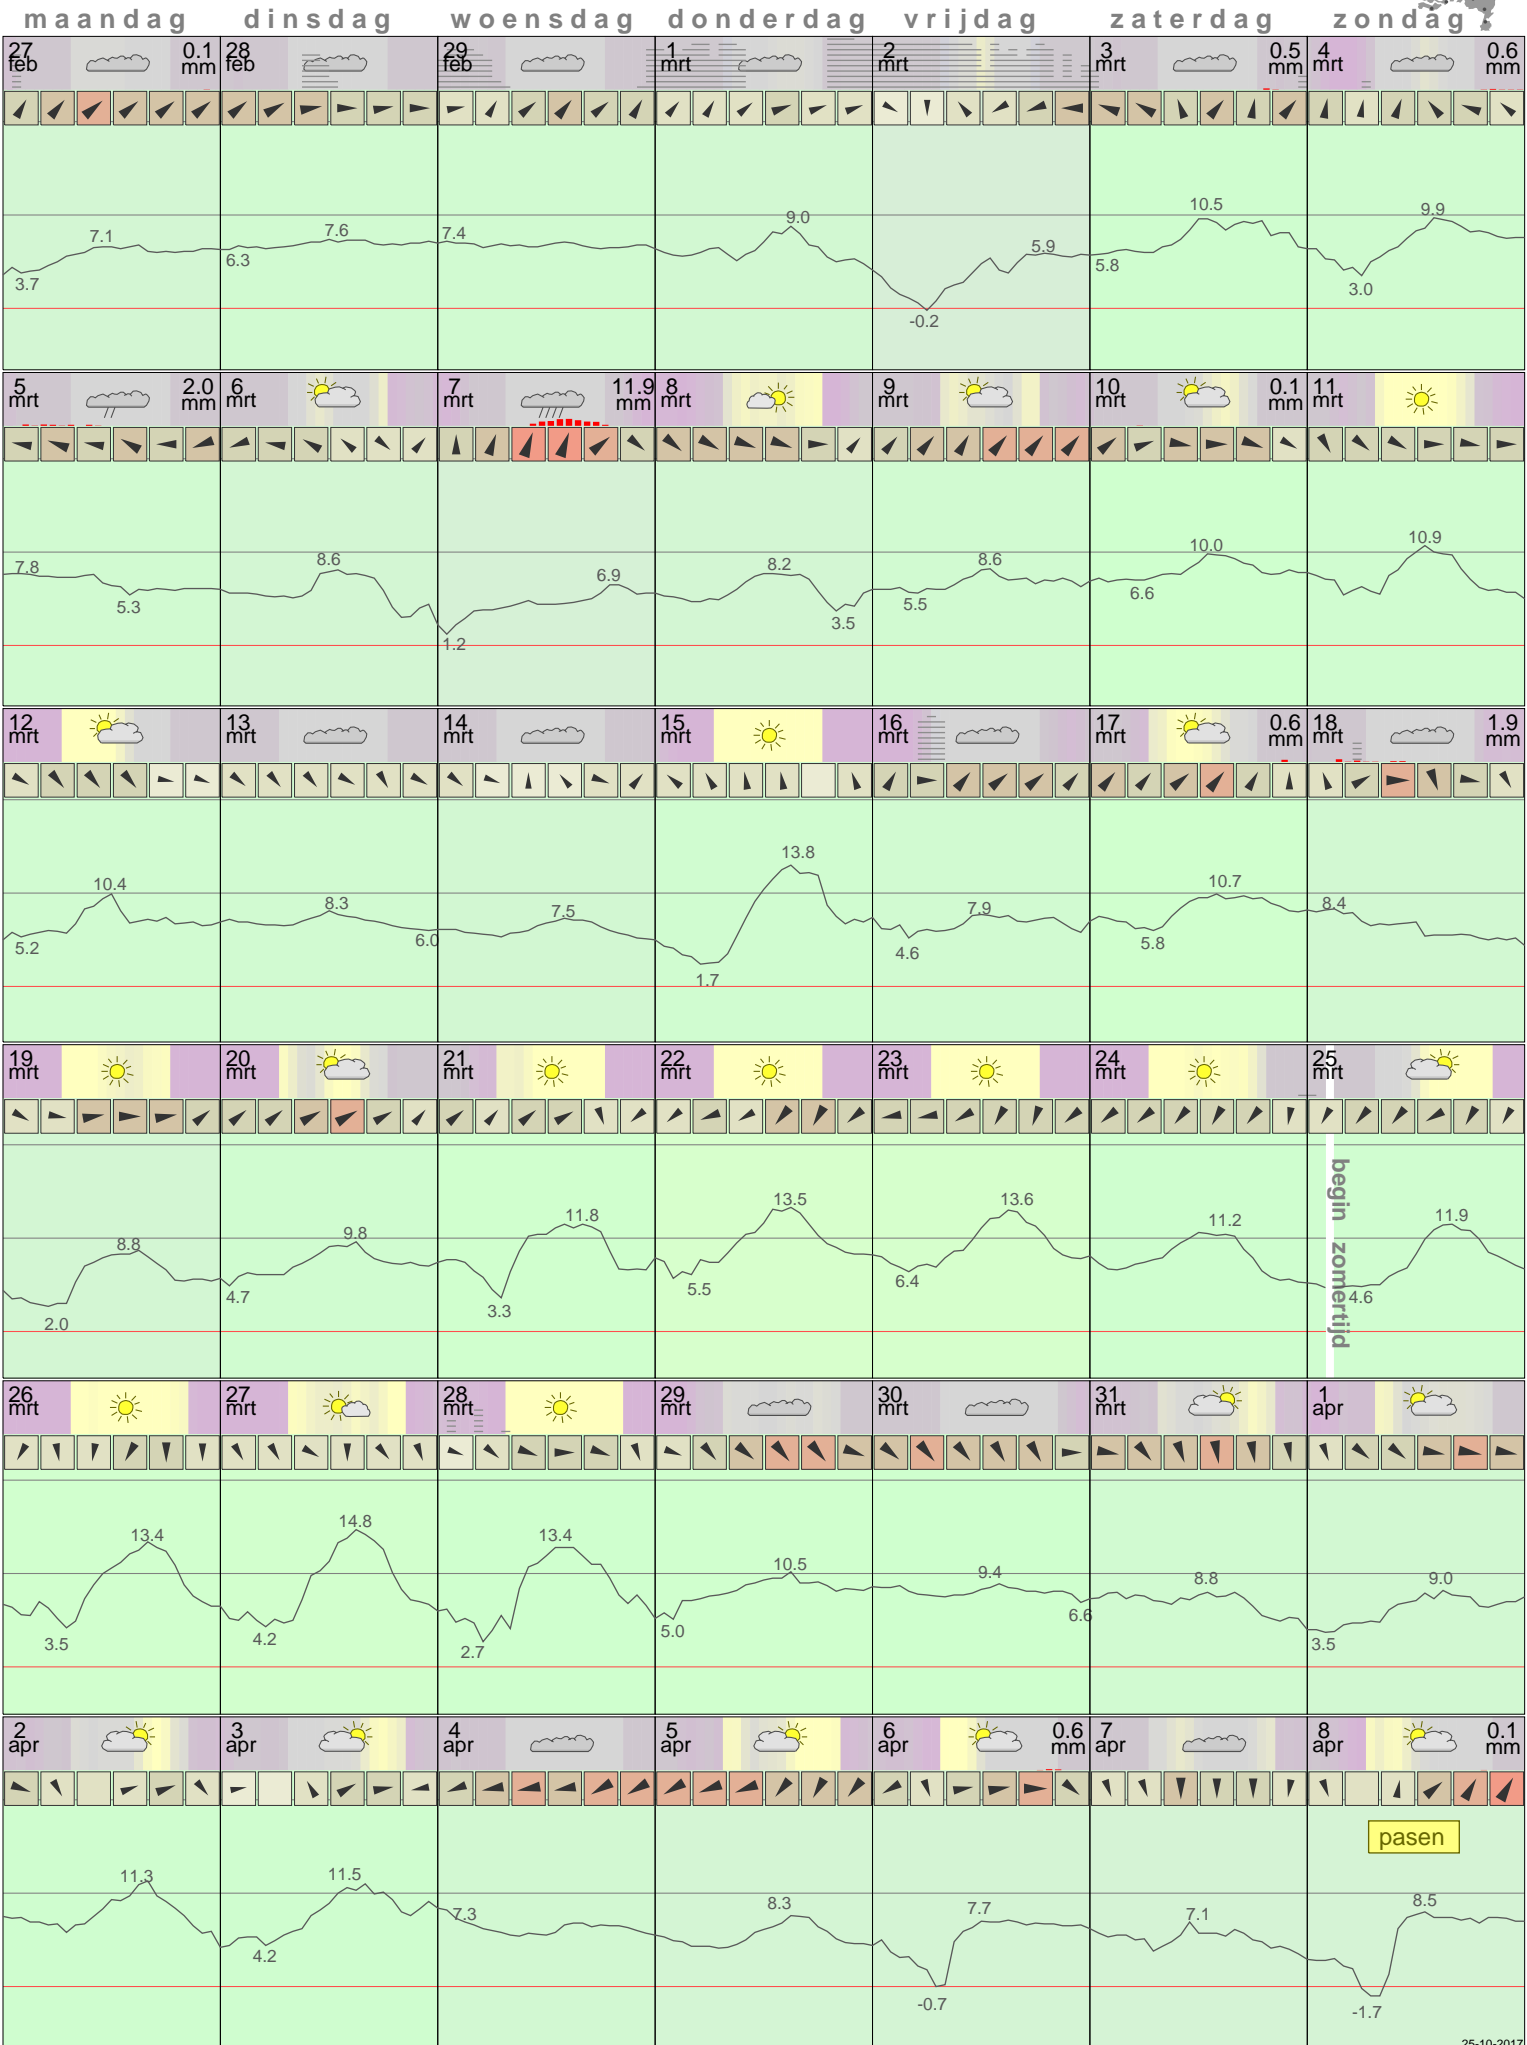 maandag dinsdag woensdag donderdag vrijdag zaterdag zondag
27 feb 0.1 mm 28 feb 29 feb 1 mrt 2 mrt 3 mrt 0.5 mm 4 mrt 0.6 mm
3.7 7.1 6.3 7.6 7.4 9.0 -0.2 5.9 5.8 10.5 3.0 9.9
5 mrt 2.0 mm 6 mrt 7 mrt 11.9 mm 8 mrt 9 mrt 10 mrt 0.1 mm 11 mrt
7.8 5.3 8.6 1.2 6.9 8.2 3.5 5.5 8.6 6.6 10.0 10.9
12 mrt 13 mrt 14 mrt 15 mrt 16 mrt 17 mrt 0.6 mm 18 mrt 1.9 mm
5.2 10.4 8.3 6.0 7.5 1.7 13.8 4.6 7.9 5.8 10.7 8.4
19 mrt 20 mrt 21 mrt 22 mrt 23 mrt 24 mrt 25 mrt
2.0 8.8 4.7 9.8 3.3 11.8 5.5 13.5 6.4 13.6 11.2 4.6 11.9
begin zomertijd
26 mrt 27 mrt 28 mrt 29 mrt 30 mrt 31 mrt 1 apr
3.5 13.4 4.2 14.8 2.7 13.4 5.0 10.5 9.4 6.6 8.8 3.5 9.0
2 apr 3 apr 4 apr 5 apr 6 apr 0.6 mm 7 apr 8 apr 0.1 mm
pasen
11.3 4.2 11.5 7.3 8.3 -0.7 7.7 7.1 -1.7 8.5
25-10-2017